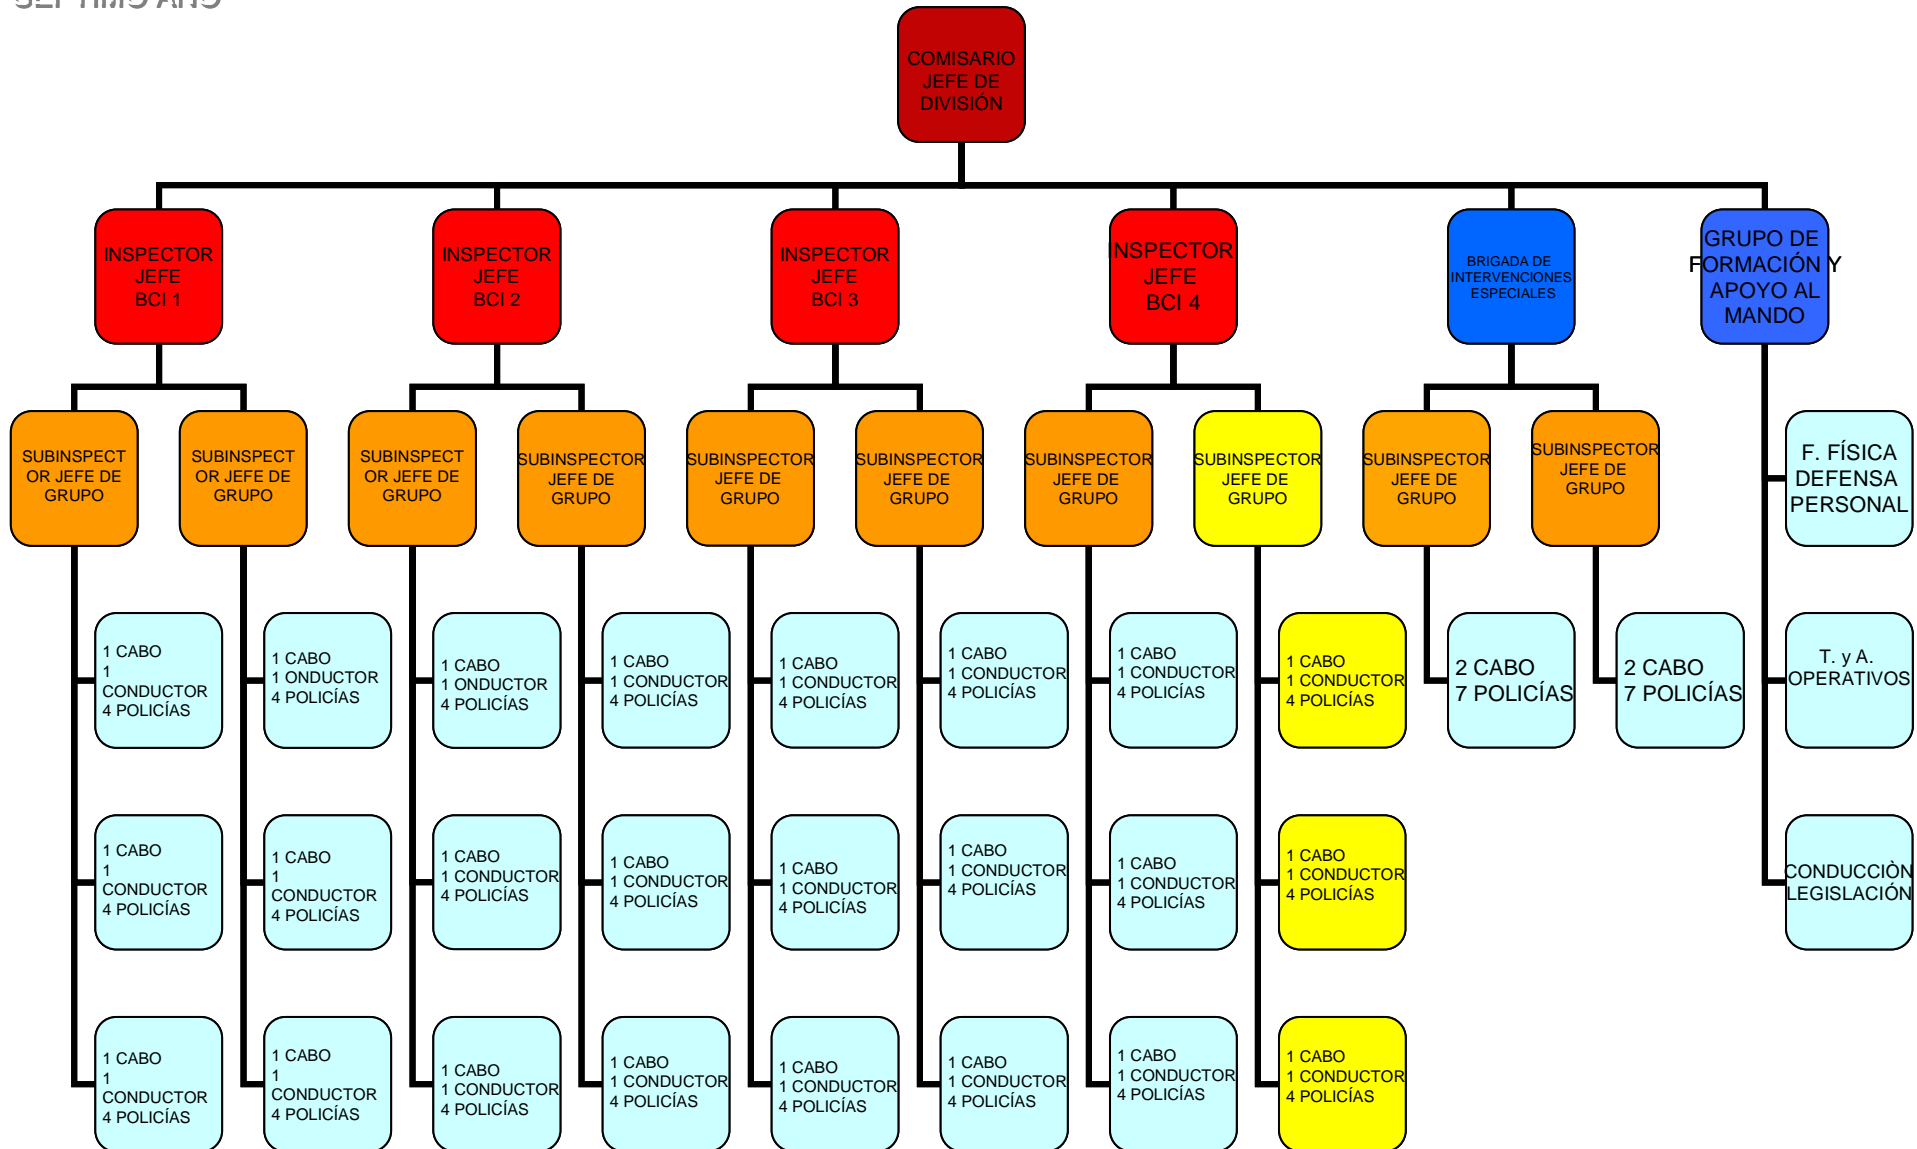 SEPTIMO AÑO
COMISARIO
JEFE DE
DIVISIÓN
INSPECTOR
JEFE
BCI 1
INSPECTOR
JEFE
BCI 2
INSPECTOR
JEFE
BCI 3
INSPECTOR
JEFE
BCI 4
BRIGADA DE
INTERVENCIONES
ESPECIALES
GRUPO DE
FORMACIÓN Y
APOYO AL
MANDO
SUBINSPECT
OR JEFE DE
GRUPO
SUBINSPECT
OR JEFE DE
GRUPO
SUBINSPECT
OR JEFE DE
GRUPO
SUBINSPECTOR
JEFE DE
GRUPO
SUBINSPECTOR
JEFE DE
GRUPO
SUBINSPECTOR
JEFE DE
GRUPO
SUBINSPECTOR
JEFE DE
GRUPO
SUBINSPECTOR
JEFE DE
GRUPO
SUBINSPECTOR
JEFE DE
GRUPO
SUBINSPECTOR
JEFE DE
GRUPO
F. FÍSICA
DEFENSA
PERSONAL
1 CABO
1
CONDUCTOR
4 POLICÍAS
1 CABO
1 ONDUCTOR
4 POLICÍAS
1 CABO
1 ONDUCTOR
4 POLICÍAS
1 CABO
1 CONDUCTOR
4 POLICÍAS
1 CABO
1 CONDUCTOR
4 POLICÍAS
1 CABO
1 CONDUCTOR
4 POLICÍAS
1 CABO
1 CONDUCTOR
4 POLICÍAS
1 CABO
1 CONDUCTOR
4 POLICÍAS
2 CABO
7 POLICÍAS
2 CABO
7 POLICÍAS
T. y A.
OPERATIVOS
1 CABO
1
CONDUCTOR
4 POLICÍAS
1 CABO
1
CONDUCTOR
4 POLICÍAS
1 CABO
1 CONDUCTOR
4 POLICÍAS
1 CABO
1 CONDUCTOR
4 POLICÍAS
1 CABO
1 CONDUCTOR
4 POLICÍAS
1 CABO
1 CONDUCTOR
4 POLICÍAS
1 CABO
1 CONDUCTOR
4 POLICÍAS
1 CABO
1 CONDUCTOR
4 POLICÍAS
CONDUCCIÒN
LEGISLACIÓN
1 CABO
1
CONDUCTOR
4 POLICÍAS
1 CABO
1
CONDUCTOR
4 POLICÍAS
1 CABO
1 CONDUCTOR
4 POLICÍAS
1 CABO
1 CONDUCTOR
4 POLICÍAS
1 CABO
1 CONDUCTOR
4 POLICÍAS
1 CABO
1 CONDUCTOR
4 POLICÍAS
1 CABO
1 CONDUCTOR
4 POLICÍAS
1 CABO
1 CONDUCTOR
4 POLICÍAS